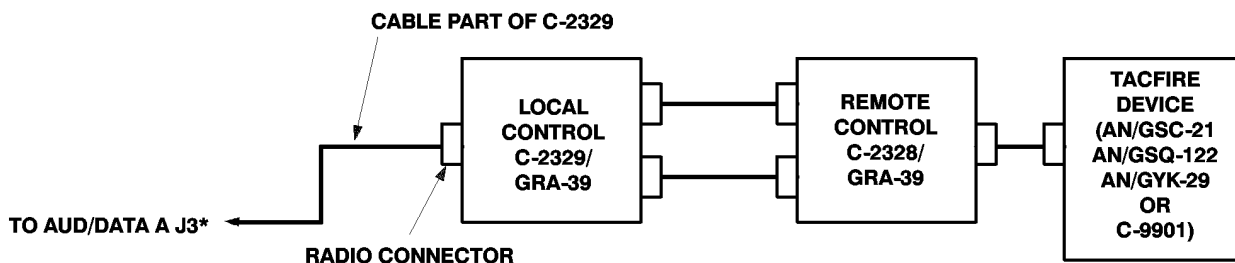 CABLE PART OF C-2329
LOCAL
CONTROL
C-2329/
GRA-39
REMOTE
CONTROL
C-2328/
GRA-39
TACFIRE
DEVICE
(AN/GSC-21
AN/GSQ-122
AN/GYK-29
OR
C-9901)
TO AUD/DATA A J3*
RADIO CONNECTOR